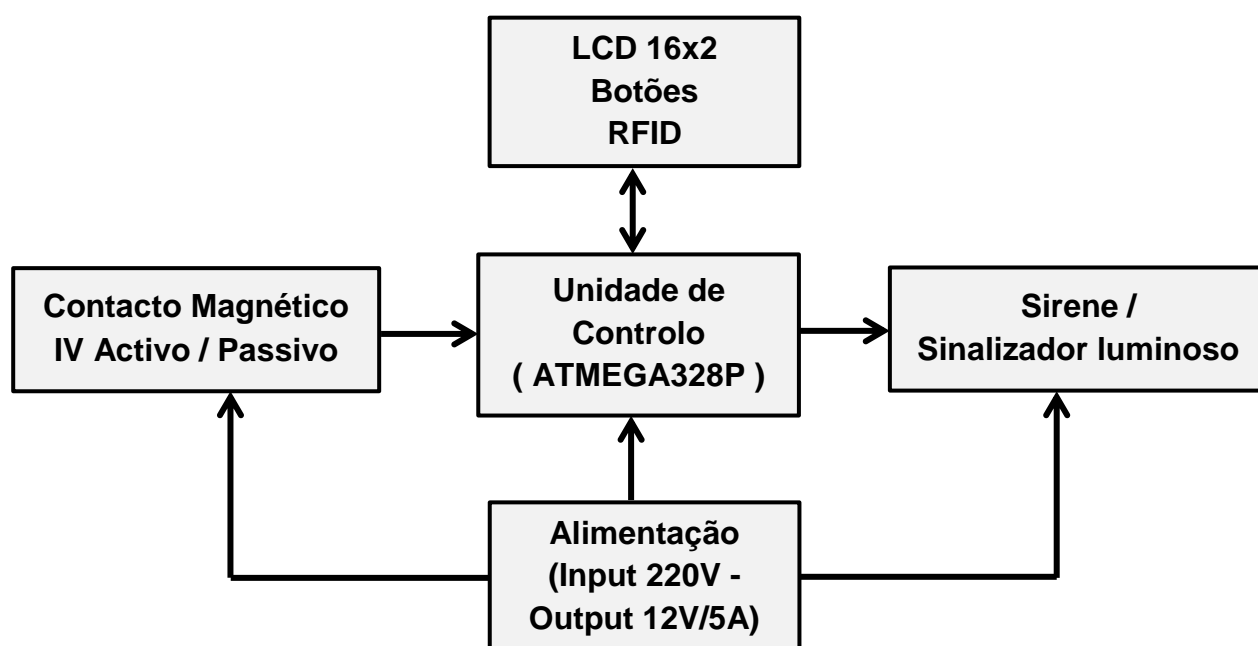 LCD 16x2
Botões
RFID
Contacto Magnético
IV Activo / Passivo
Unidade de
Controlo
( ATMEGA328P )
Sirene /
Sinalizador luminoso
Alimentação
(Input 220V -
Output 12V/5A)